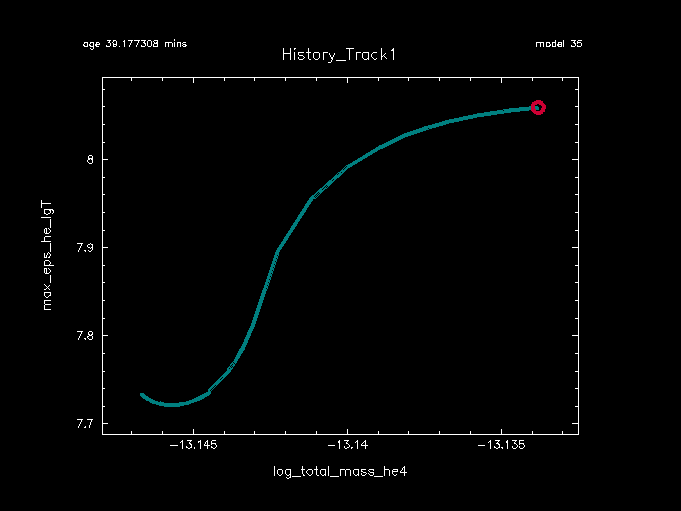 age 39.177308 mins
model 35
History_Track1
max_eps_he_lgT
8
7.9
7.8
7.7
-13.145
-13.14
-13.135
log_total_mass_he4